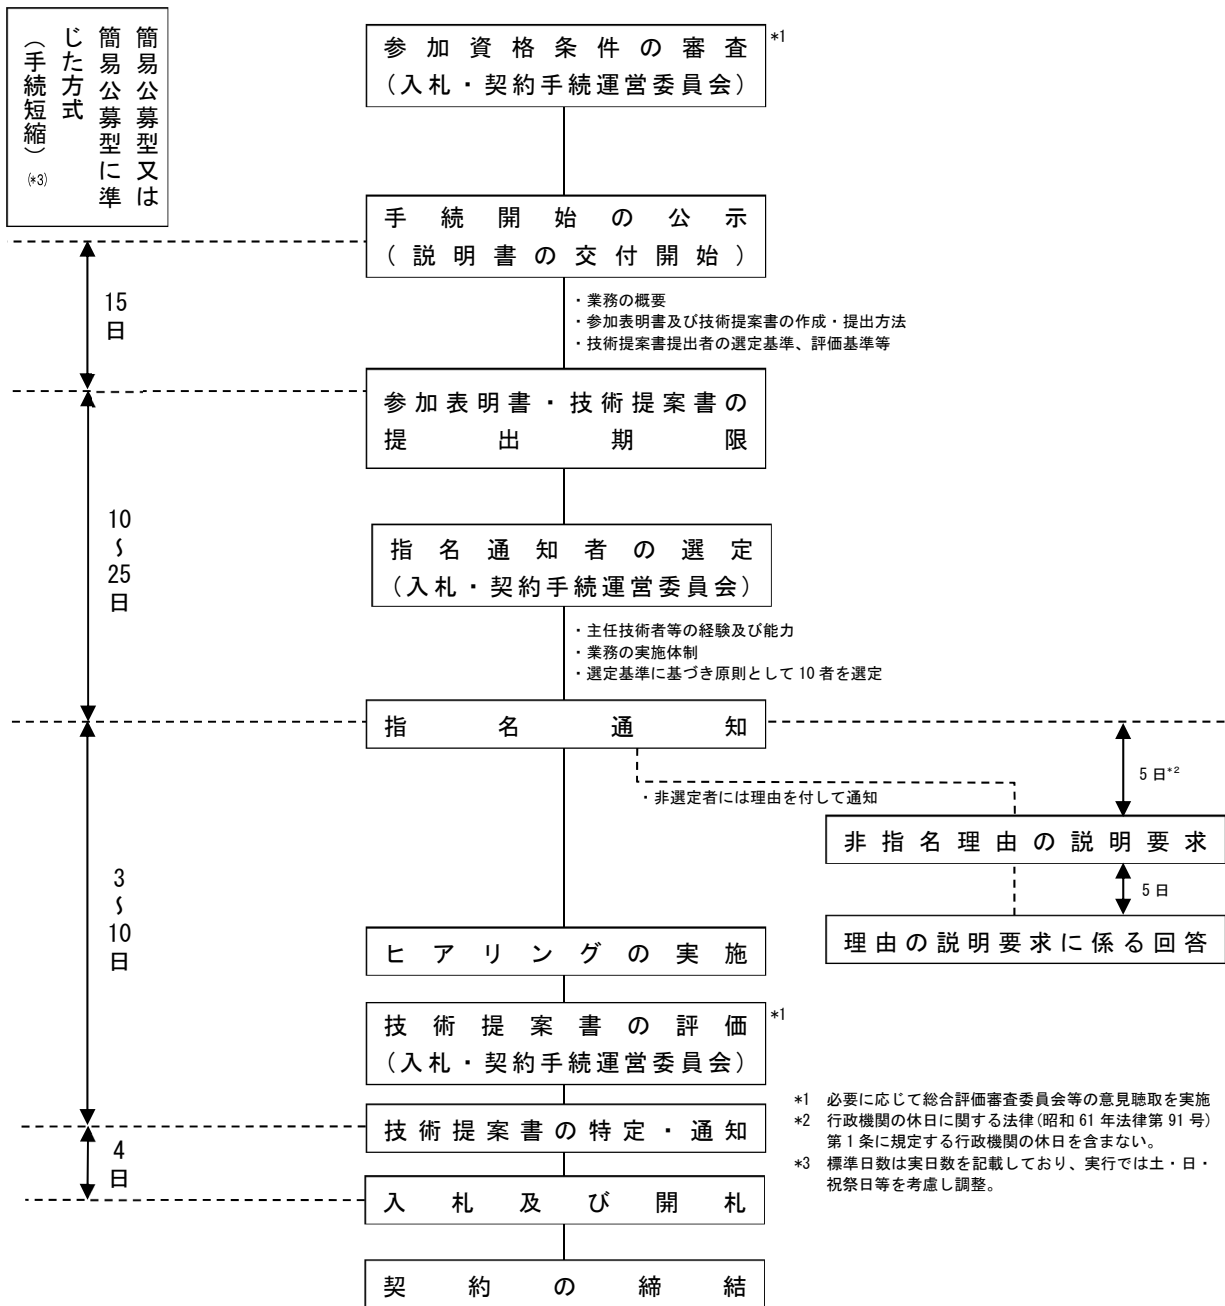 簡易公募型又は
簡易公募型に準
じた方式
（手続短縮）(*3)
参加資格条件の審査 *1
（入札・契約手続運営委員会）
手続開始の公示
（説明書の交付開始）
15
日
・業務の概要
・参加表明書及び技術提案書の作成・提出方法
・技術提案書提出者の選定基準、評価基準等
参加表明書・技術提案書の
提出期限
10
～
25
日
指名通知者の選定
（入札・契約手続運営委員会）
・主任技術者等の経験及び能力
・業務の実施体制
・選定基準に基づき原則として 10 者を選定
指名通知
5 日*2
・非選定者には理由を付して通知
非指名理由の説明要求
5 日
理由の説明要求に係る回答
3
～
10
日
ヒアリングの実施
技術提案書の評価 *1
（入札・契約手続運営委員会）
技術提案書の特定・通知
4
日
入札及び開札
契約の締結
*1 必要に応じて総合評価審査委員会等の意見聴取を実施
*2 行政機関の休日に関する法律(昭和 61 年法律第 91 号)
第 1 条に規定する行政機関の休日を含まない。
*3 標準日数は実日数を記載しており、実行では土・日・
祝祭日等を考慮し調整。